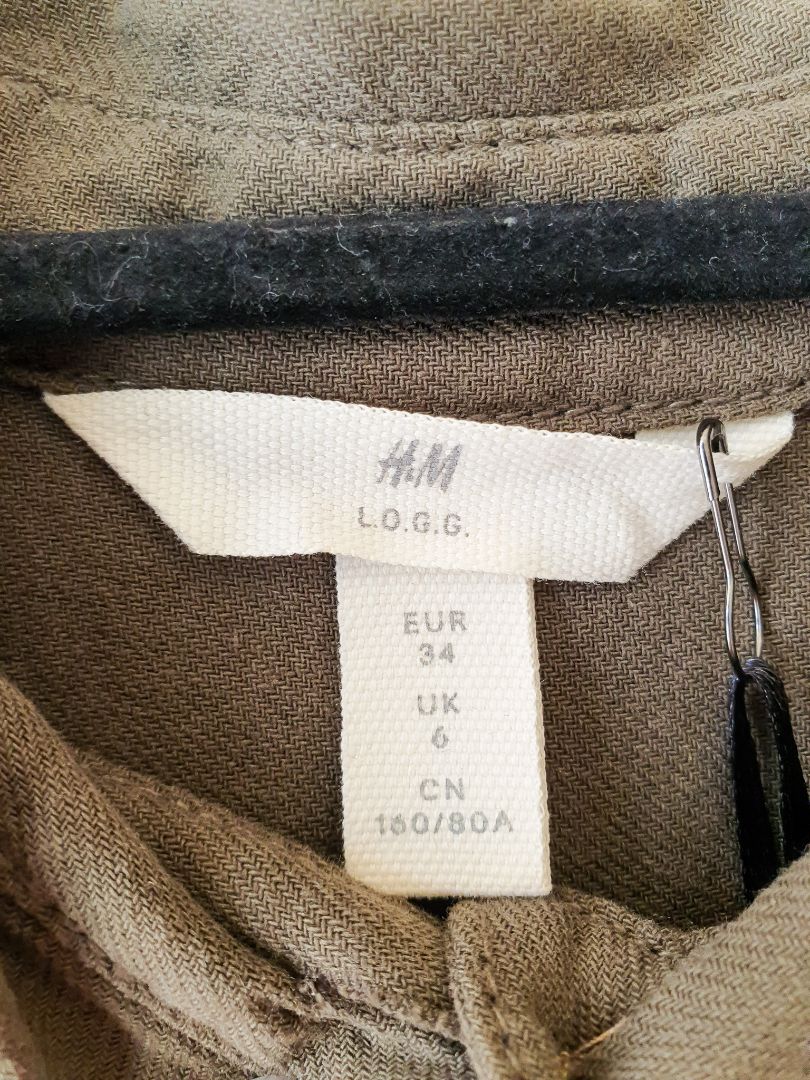 H&M
L.O.G.G.
EUR
34
UK
6
CN
160/80A